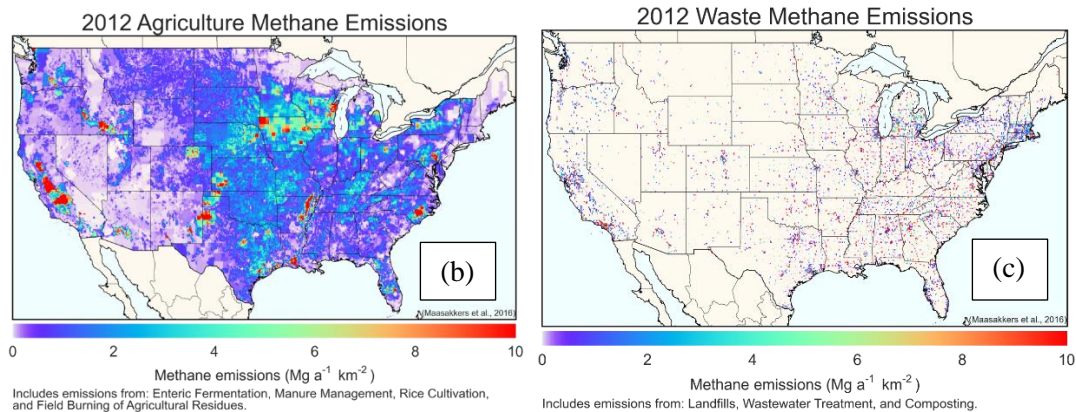 2012 Agriculture Methane Emissions
(b)
(Maasakkers et al., 2016)
0 2 4 6 8 10
Methane emissions (Mg a⁻¹ km⁻²)
Includes emissions from: Enteric Fermentation, Manure Management, Rice Cultivation,
and Field Burning of Agricultural Residues.
2012 Waste Methane Emissions
(c)
(Maasakkers et al., 2016)
0 2 4 6 8 10
Methane emissions (Mg a⁻¹ km⁻²)
Includes emissions from: Landfills, Wastewater Treatment, and Composting.